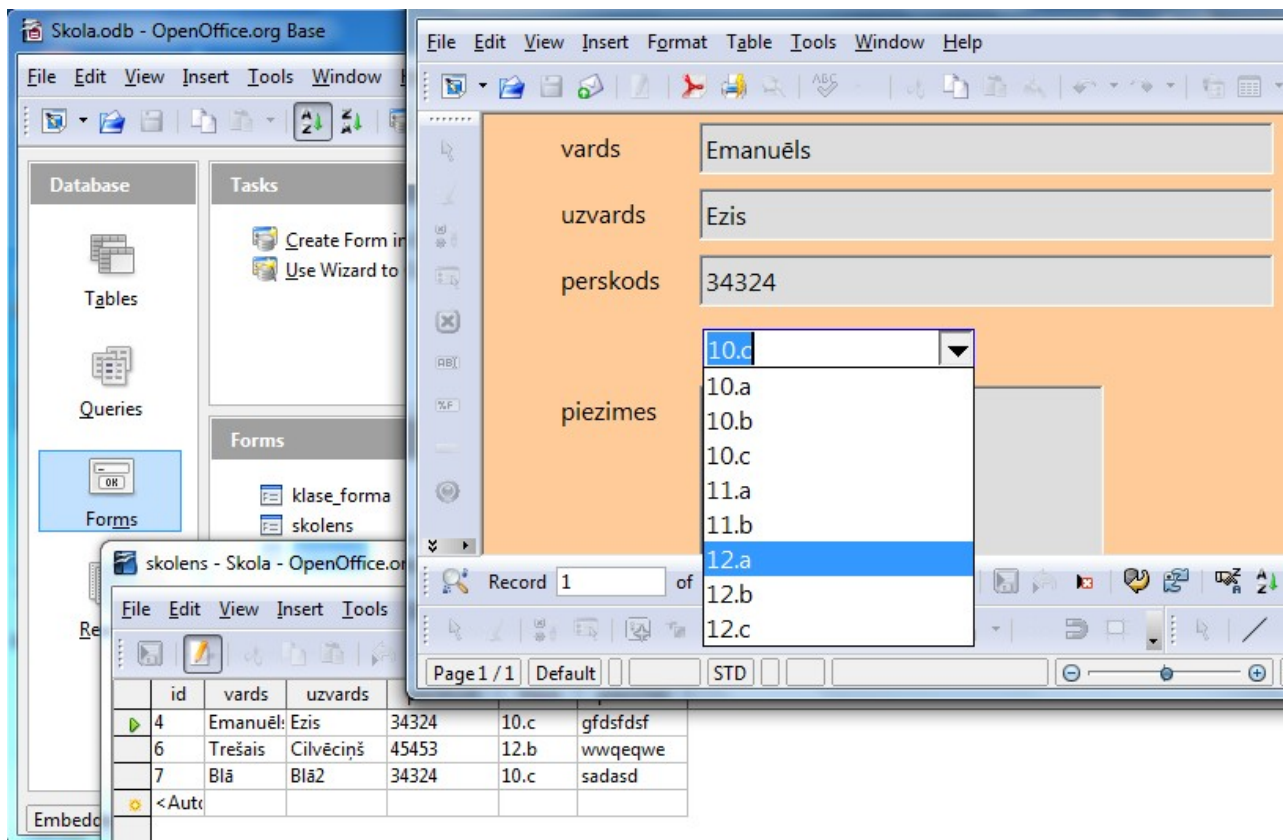 Skola.odb - OpenOffice.org Base
File Edit View Insert Tools Window
Database
Tables
Queries
Forms
Tasks
Create Form in
Use Wizard to
Forms
klase_forma
skolens
File Edit View Insert Format Table Tools Window Help
vards Emanuēls
uzvards Ezis
perskods 34324
10.c
10.a
10.b
10.c
11.a
11.b
12.a
12.b
12.c
piezimes
Record 1 of
Page 1 / 1 Default STD
skolens - Skola - OpenOffice.or
File Edit View Insert Tools
id vards uzvards
4 Emanuēl Ezis 34324 10.c gfdsfdsf
6 Trešais Cilvēciņš 45453 12.b wwqeqwe
7 Blā Blā2 34324 10.c sadasd
<Auto
Embedd